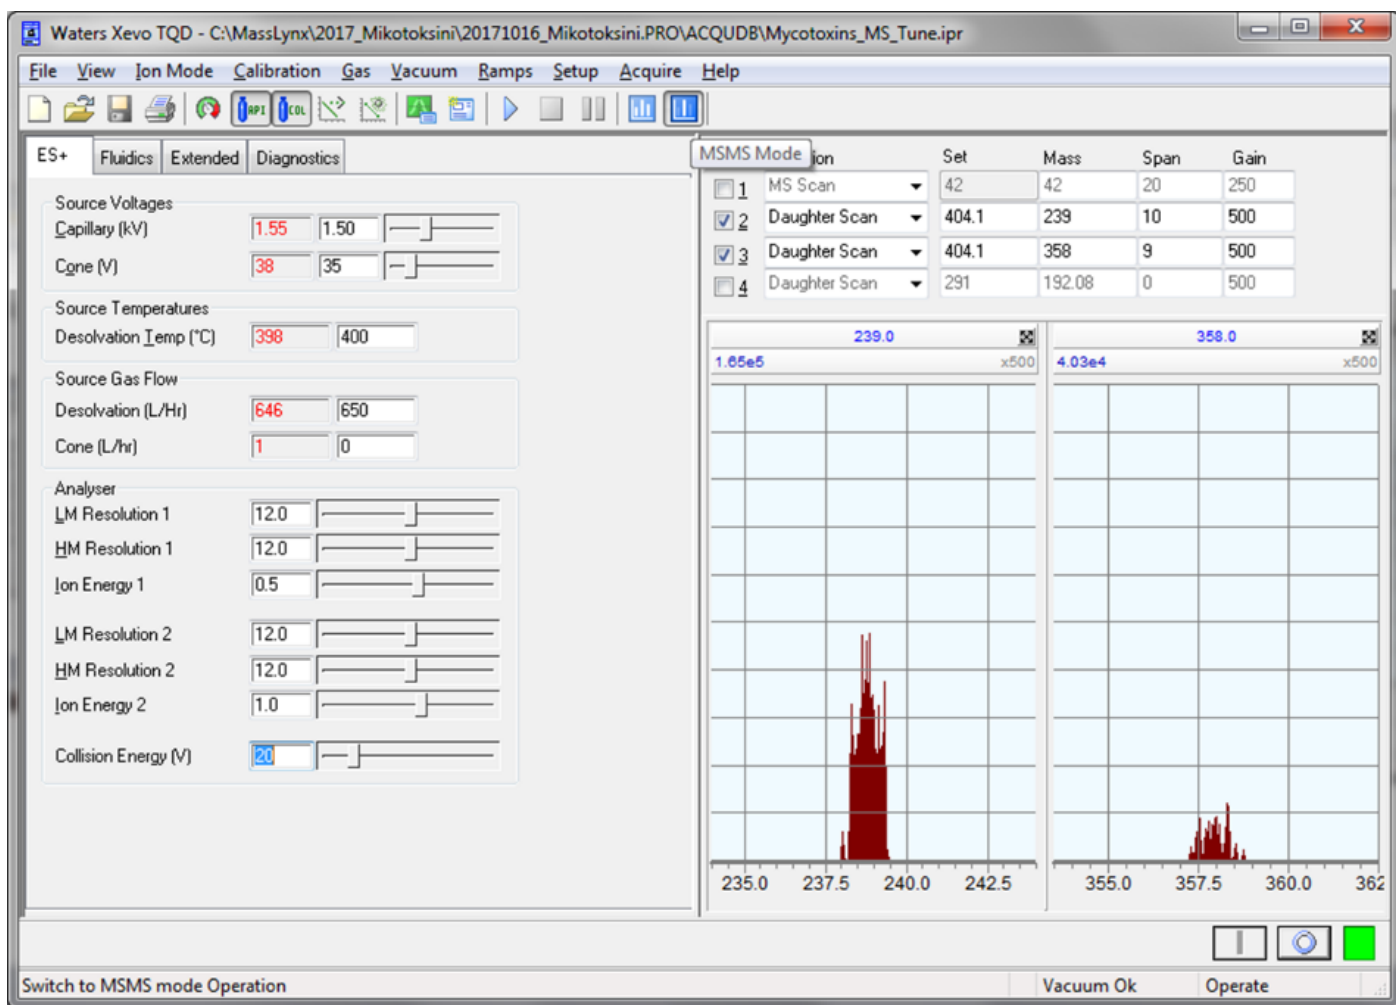 Waters Xevo TQD - C:\MassLynx\2017_Mikotoksini\20171016_Mikotoksini.PRO\ACQUDB\Mycotoxins_MS_Tune.ipr
File View Ion Mode Calibration Gas Vacuum Ramps Setup Acquire Help
API COL
ES+ Fluidics Extended Diagnostics
Source Voltages
Capillary (kV) 1.55 1.50
Cone (V) 38 35
Source Temperatures
Desolvation Temp (°C) 398 400
Source Gas Flow
Desolvation (L/Hr) 646 650
Cone (L/hr) 1 0
Analyser
LM Resolution 1 12.0
HM Resolution 1 12.0
Ion Energy 1 0.5
LM Resolution 2 12.0
HM Resolution 2 12.0
Ion Energy 2 1.0
Collision Energy (V) 20
MSMS Mode ion Set Mass Span Gain
1 MS Scan 42 42 20 250
2 Daughter Scan 404.1 239 10 500
3 Daughter Scan 404.1 358 9 500
4 Daughter Scan 291 192.08 0 500
239.0 358.0
1.65e5 x500 4.03e4 x500
235.0 237.5 240.0 242.5 355.0 357.5 360.0 362
Switch to MSMS mode Operation Vacuum Ok Operate